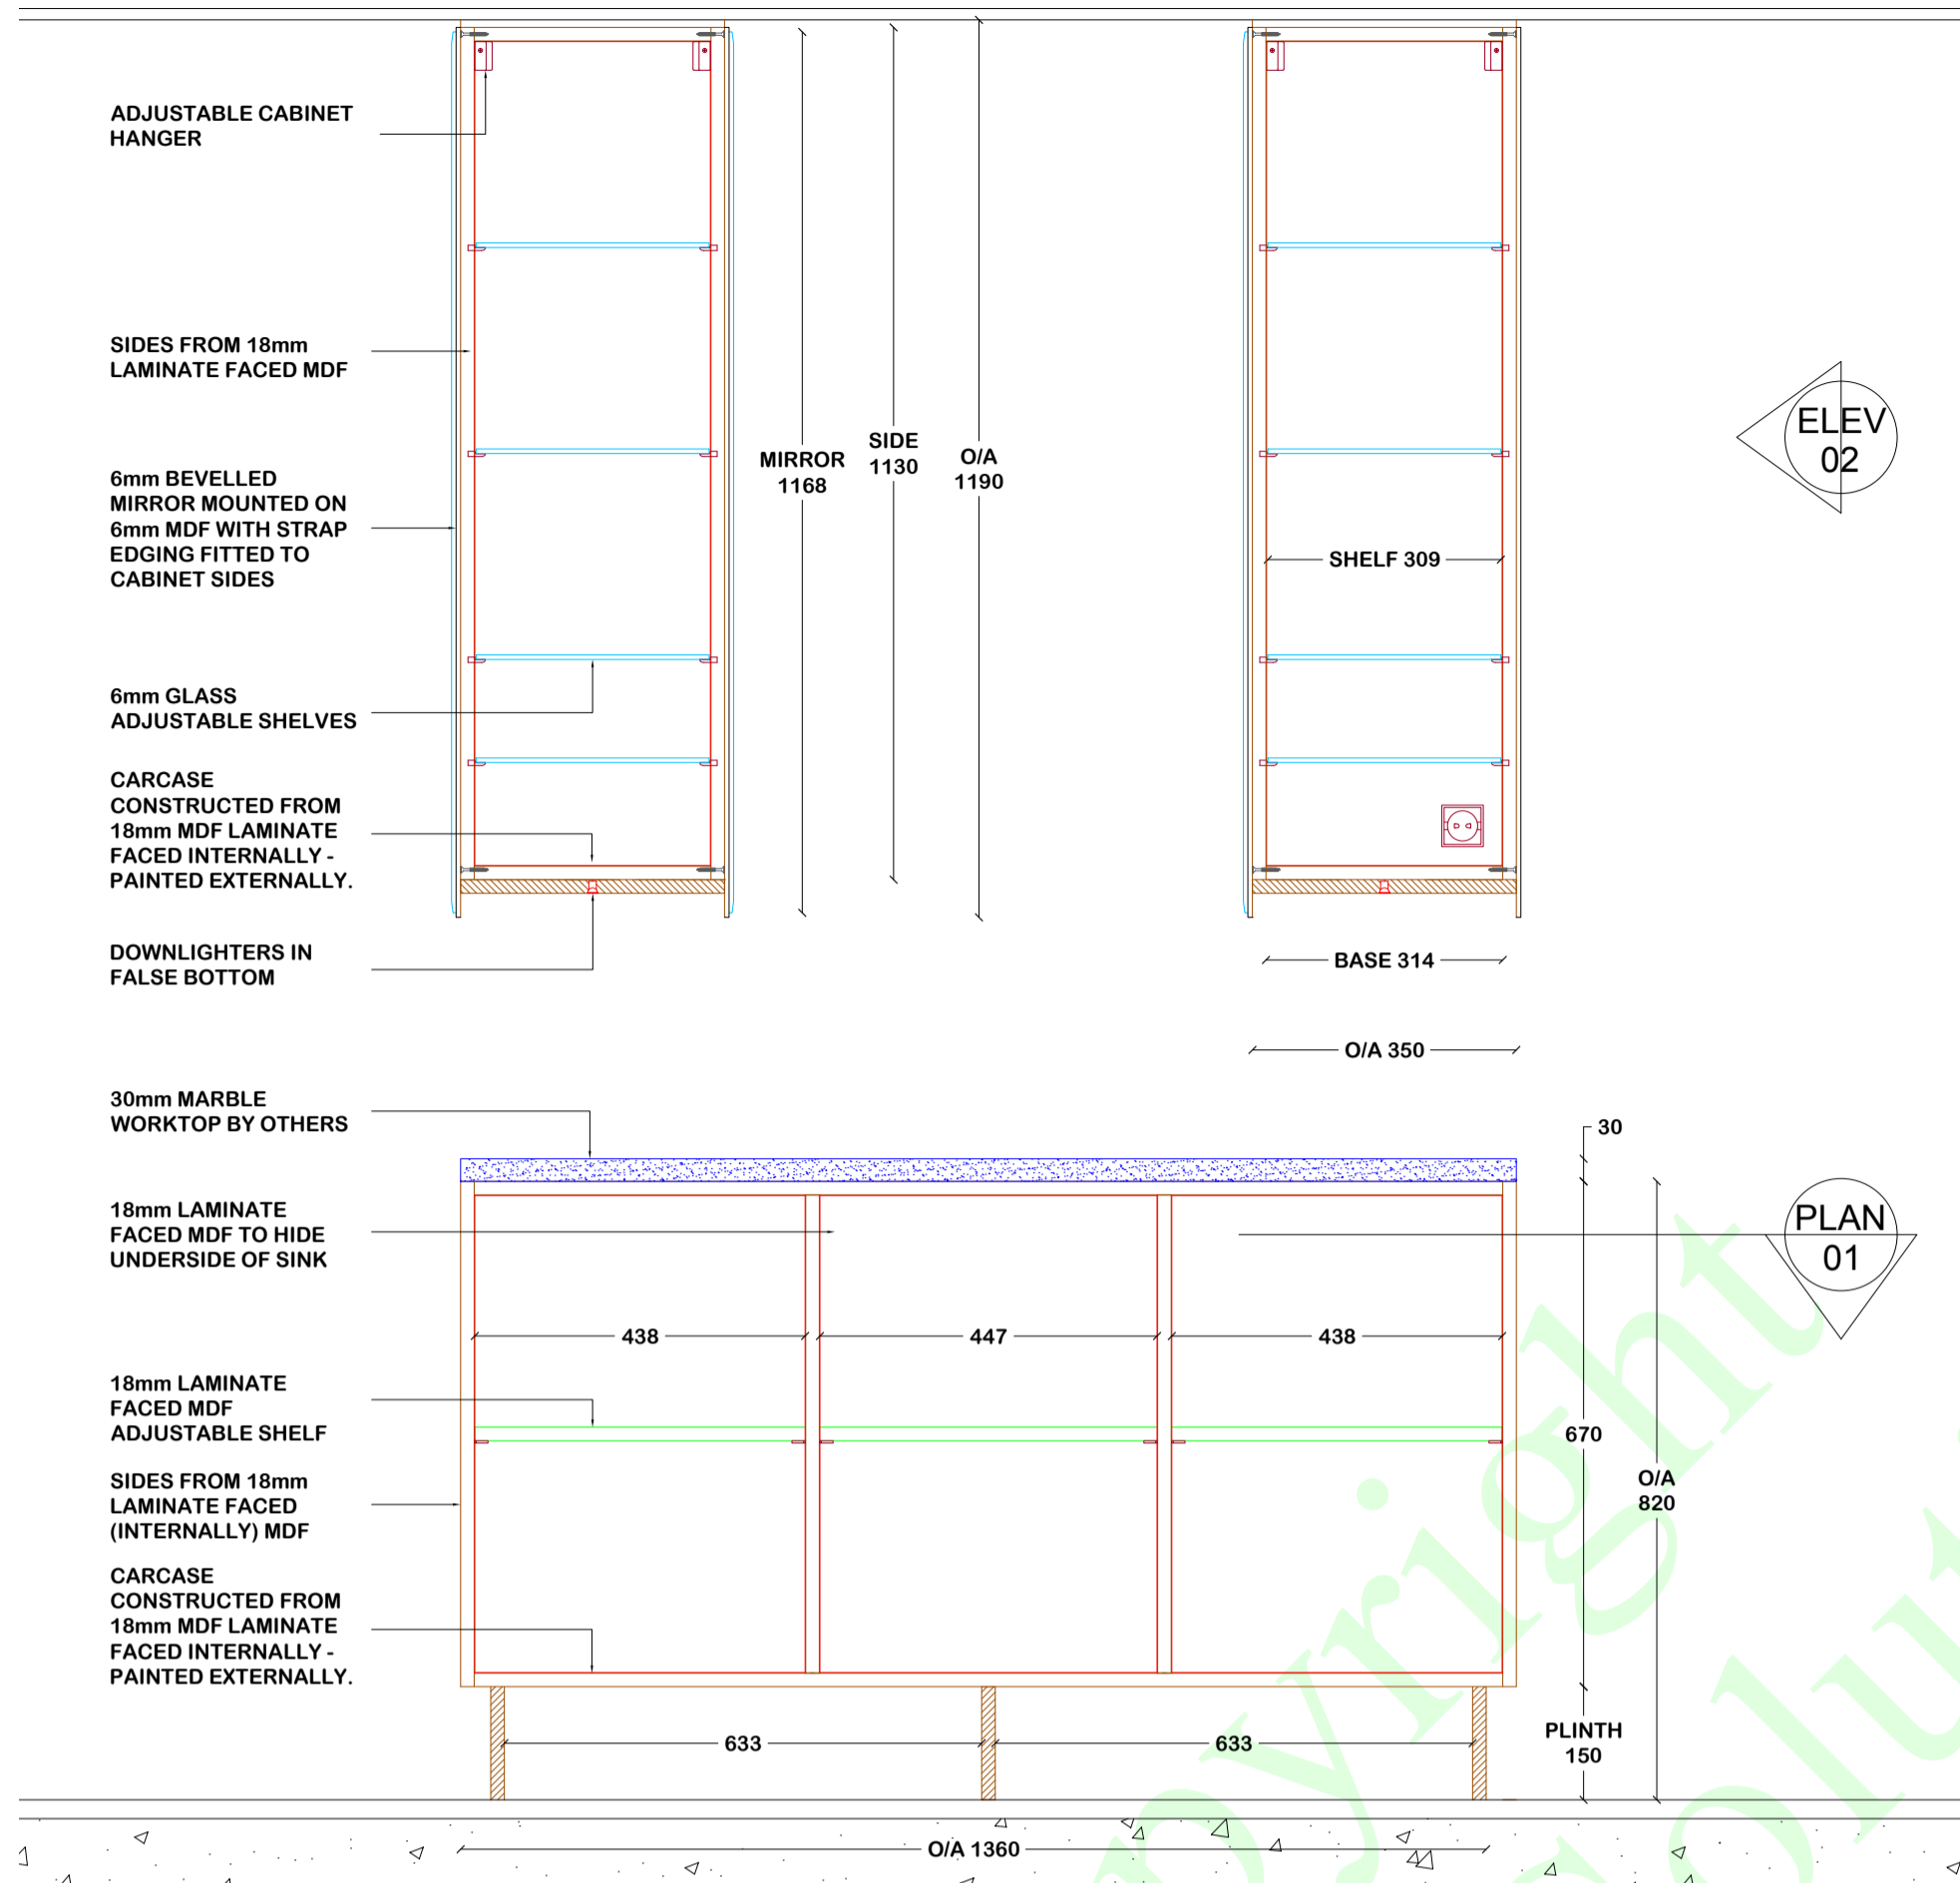 ADJUSTABLE CABINET
HANGER
SIDES FROM 18mm
LAMINATE FACED MDF
6mm BEVELLED
MIRROR MOUNTED ON
6mm MDF WITH STRAP
EDGING FITTED TO
CABINET SIDES
6mm GLASS
ADJUSTABLE SHELVES
CARCASE
CONSTRUCTED FROM
18mm MDF LAMINATE
FACED INTERNALLY -
PAINTED EXTERNALLY.
DOWNLIGHTERS IN
FALSE BOTTOM
MIRROR
1168
SIDE
1130
O/A
1190
SHELF 309
BASE 314
O/A 350
ELEV
02
30mm MARBLE
WORKTOP BY OTHERS
18mm LAMINATE
FACED MDF TO HIDE
UNDERSIDE OF SINK
18mm LAMINATE
FACED MDF
ADJUSTABLE SHELF
SIDES FROM 18mm
LAMINATE FACED
(INTERNALLY) MDF
CARCASE
CONSTRUCTED FROM
18mm MDF LAMINATE
FACED INTERNALLY -
PAINTED EXTERNALLY.
438
447
438
633
633
O/A 1360
30
670
PLINTH
150
O/A
820
PLAN
01
pyright
olu